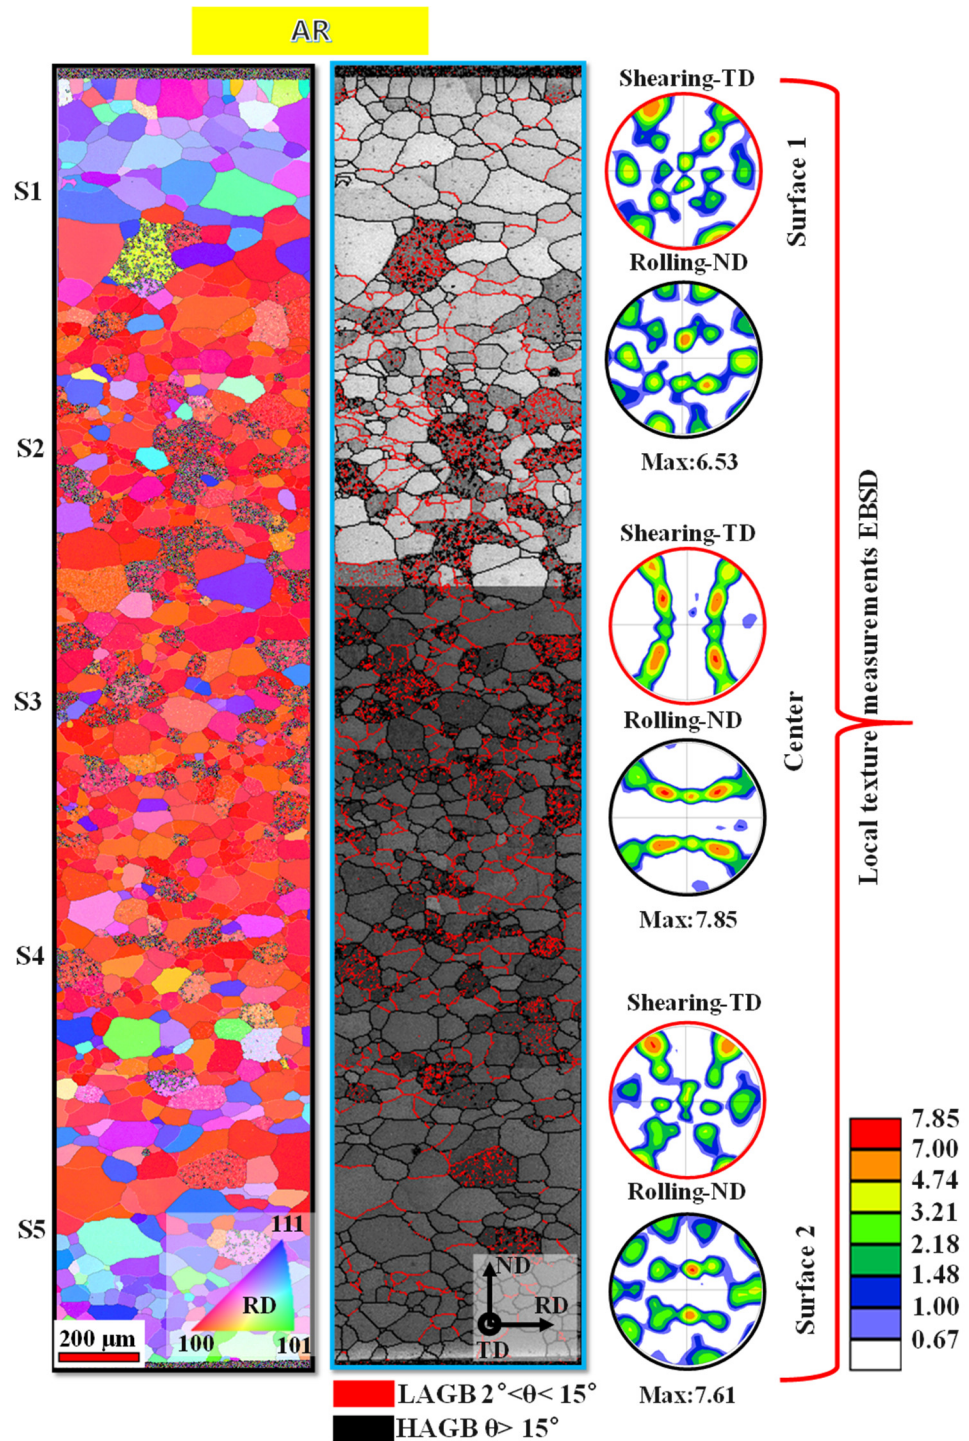 AR
S1
S2
S3
S4
S5
111
RD
100
101
200 µm
ND
RD
TD
LAGB 2°<θ< 15°
HAGB θ> 15°
Shearing-TD
Rolling-ND
Max:6.53
Surface 1
Shearing-TD
Rolling-ND
Max:7.85
Center
Shearing-TD
Rolling-ND
Max:7.61
Surface 2
Local texture measurements EBSD
7.85
7.00
4.74
3.21
2.18
1.48
1.00
0.67